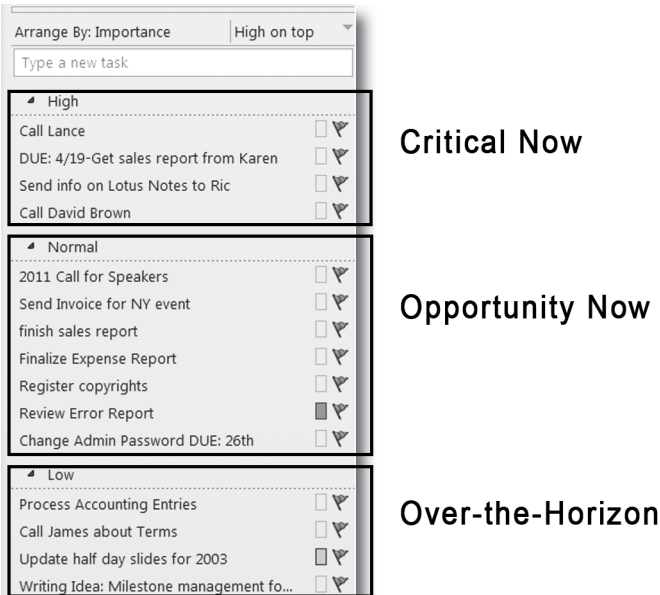 Arrange By: Importance High on top
Type a new task
High
Call Lance
DUE: 4/19-Get sales report from Karen
Send info on Lotus Notes to Ric
Call David Brown
Critical Now
Normal
2011 Call for Speakers
Send Invoice for NY event
finish sales report
Finalize Expense Report
Register copyrights
Review Error Report
Change Admin Password DUE: 26th
Opportunity Now
Low
Process Accounting Entries
Call James about Terms
Update half day slides for 2003
Writing Idea: Milestone management fo...
Over-the-Horizon